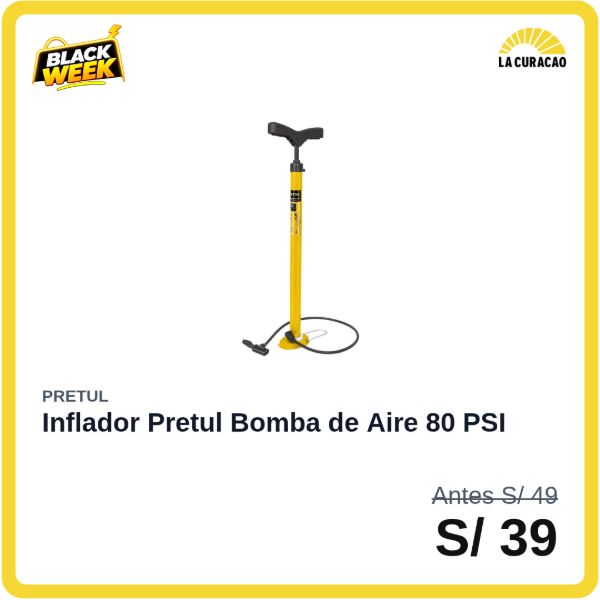 BLACK
WEEK
LA CURACAO
PRETUL
Inflador Pretul Bomba de Aire 80 PSI
Antes S/ 49
S/ 39